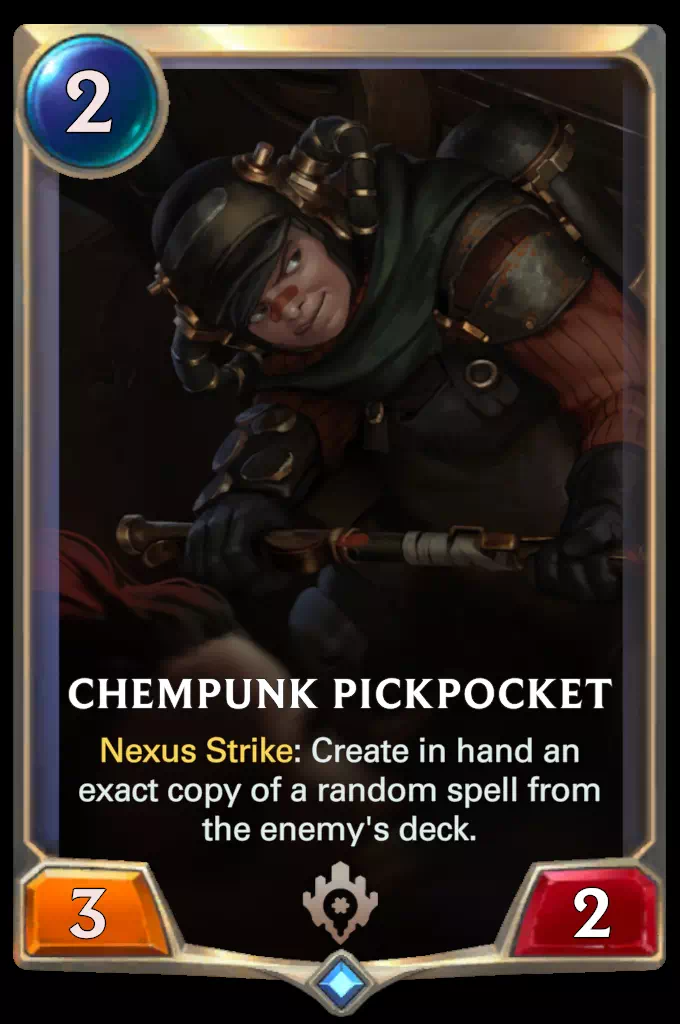 2
CHEMPUNK PICKPOCKET
Nexus Strike: Create in hand an
exact copy of a random spell from
the enemy's deck.
3
2